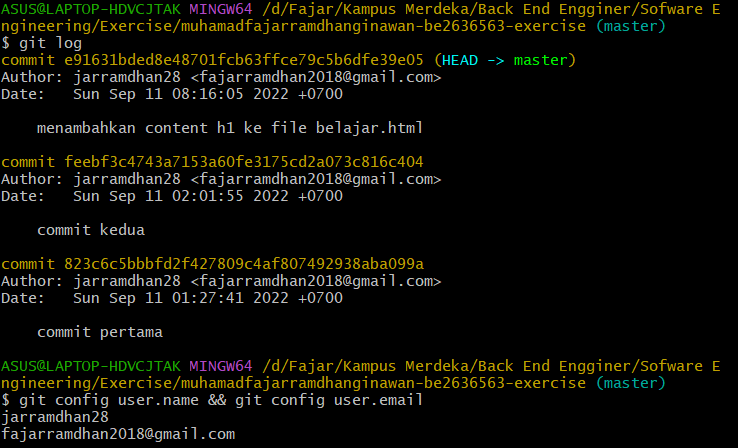 ASUS@LAPTOP-HDVCJTAK MINGW64 /d/Fajar/Kampus Merdeka/Back End Engginer/Sofware E
ngineering/Exercise/muhamadfajarramdhanginawan-be2636563-exercise (master)
$ git log
commit e91631bded8e48701fcb63ffce79c5b6dfe39e05 (HEAD -> master)
Author: jarramdhan28 <fajarramdhan2018@gmail.com>
Date:   Sun Sep 11 08:16:05 2022 +0700
    menambahkan content h1 ke file belajar.html
commit feebf3c4743a7153a60fe3175cd2a073c816c404
Author: jarramdhan28 <fajarramdhan2018@gmail.com>
Date:   Sun Sep 11 02:01:55 2022 +0700
    commit kedua
commit 823c6c5bbbfd2f427809c4af807492938aba099a
Author: jarramdhan28 <fajarramdhan2018@gmail.com>
Date:   Sun Sep 11 01:27:41 2022 +0700
    commit pertama
ASUS@LAPTOP-HDVCJTAK MINGW64 /d/Fajar/Kampus Merdeka/Back End Engginer/Sofware E
ngineering/Exercise/muhamadfajarramdhanginawan-be2636563-exercise (master)
$ git config user.name && git config user.email
jarramdhan28
fajarramdhan2018@gmail.com